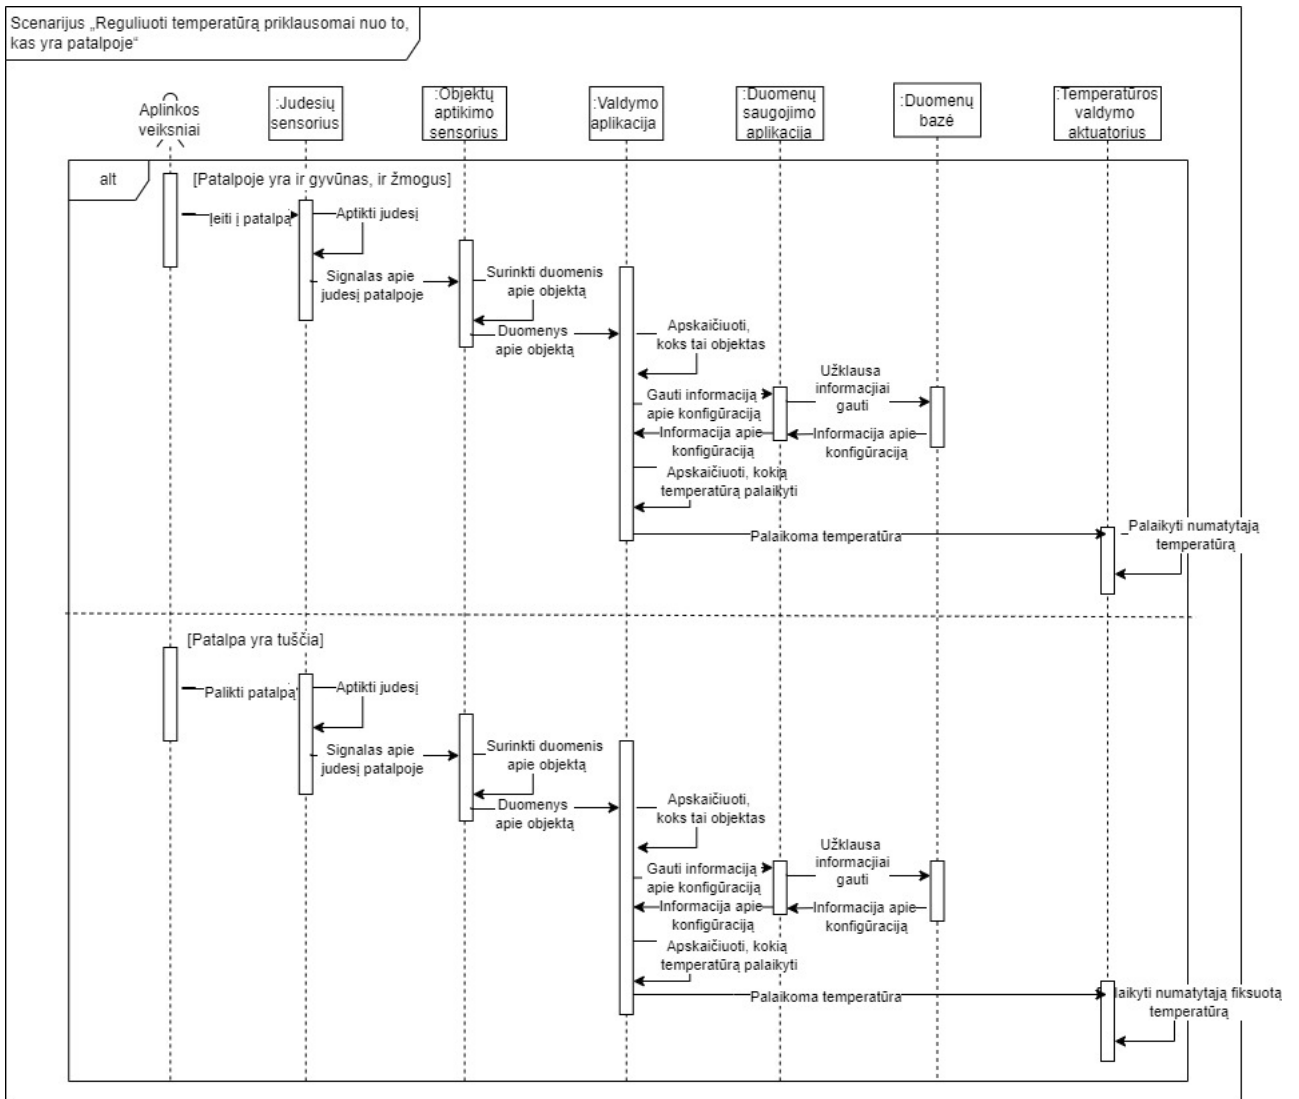 Scenarijus „Reguliuoti temperatūrą priklausomai nuo to,
kas yra patalpoje“
Aplinkos
veiksniai
:Judesių
sensorius
:Objektų
aptikimo
sensorius
:Valdymo
aplikacija
:Duomenų
saugojimo
aplikacija
:Duomenų
bazė
:Temperatūros
valdymo
aktuatorius
alt
[Patalpoje yra ir gyvūnas, ir žmogus]
Įeiti į patalpą
Aptikti judesį
Signalas apie
judesį patalpoje
Surinkti duomenis
apie objektą
Duomenys
apie objektą
Apskaičiuoti,
koks tai objektas
Gauti informaciją
apie konfigūraciją
Užklausa
informacjiai
gauti
Informacija apie
konfigūraciją
Informacija apie
konfigūraciją
Apskaičiuoti, kokią
temperatūrą palaikyti
Palaikoma temperatūra
Palaikyti numatytąją
temperatūrą
[Patalpa yra tuščia]
Palikti patalpą
Aptikti judesį
Signalas apie
judesį patalpoje
Surinkti duomenis
apie objektą
Duomenys
apie objektą
Apskaičiuoti,
koks tai objektas
Gauti informaciją
apie konfigūraciją
Užklausa
informacjiai
gauti
Informacija apie
konfigūraciją
Informacija apie
konfigūraciją
Apskaičiuoti, kokią
temperatūrą palaikyti
Palaikoma temperatūra
laikyti numatytąją fiksuotą
temperatūrą